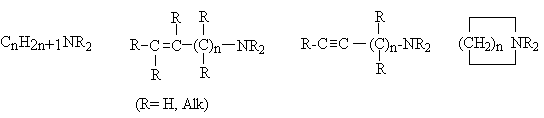 CₙH2n+1NR₂
R R
R–C=C–(C)ₙ–NR₂
R R
R-C≡C–(C)ₙ-NR₂
R
R
(CH₂)ₙ NR₂
(R= H, Alk)